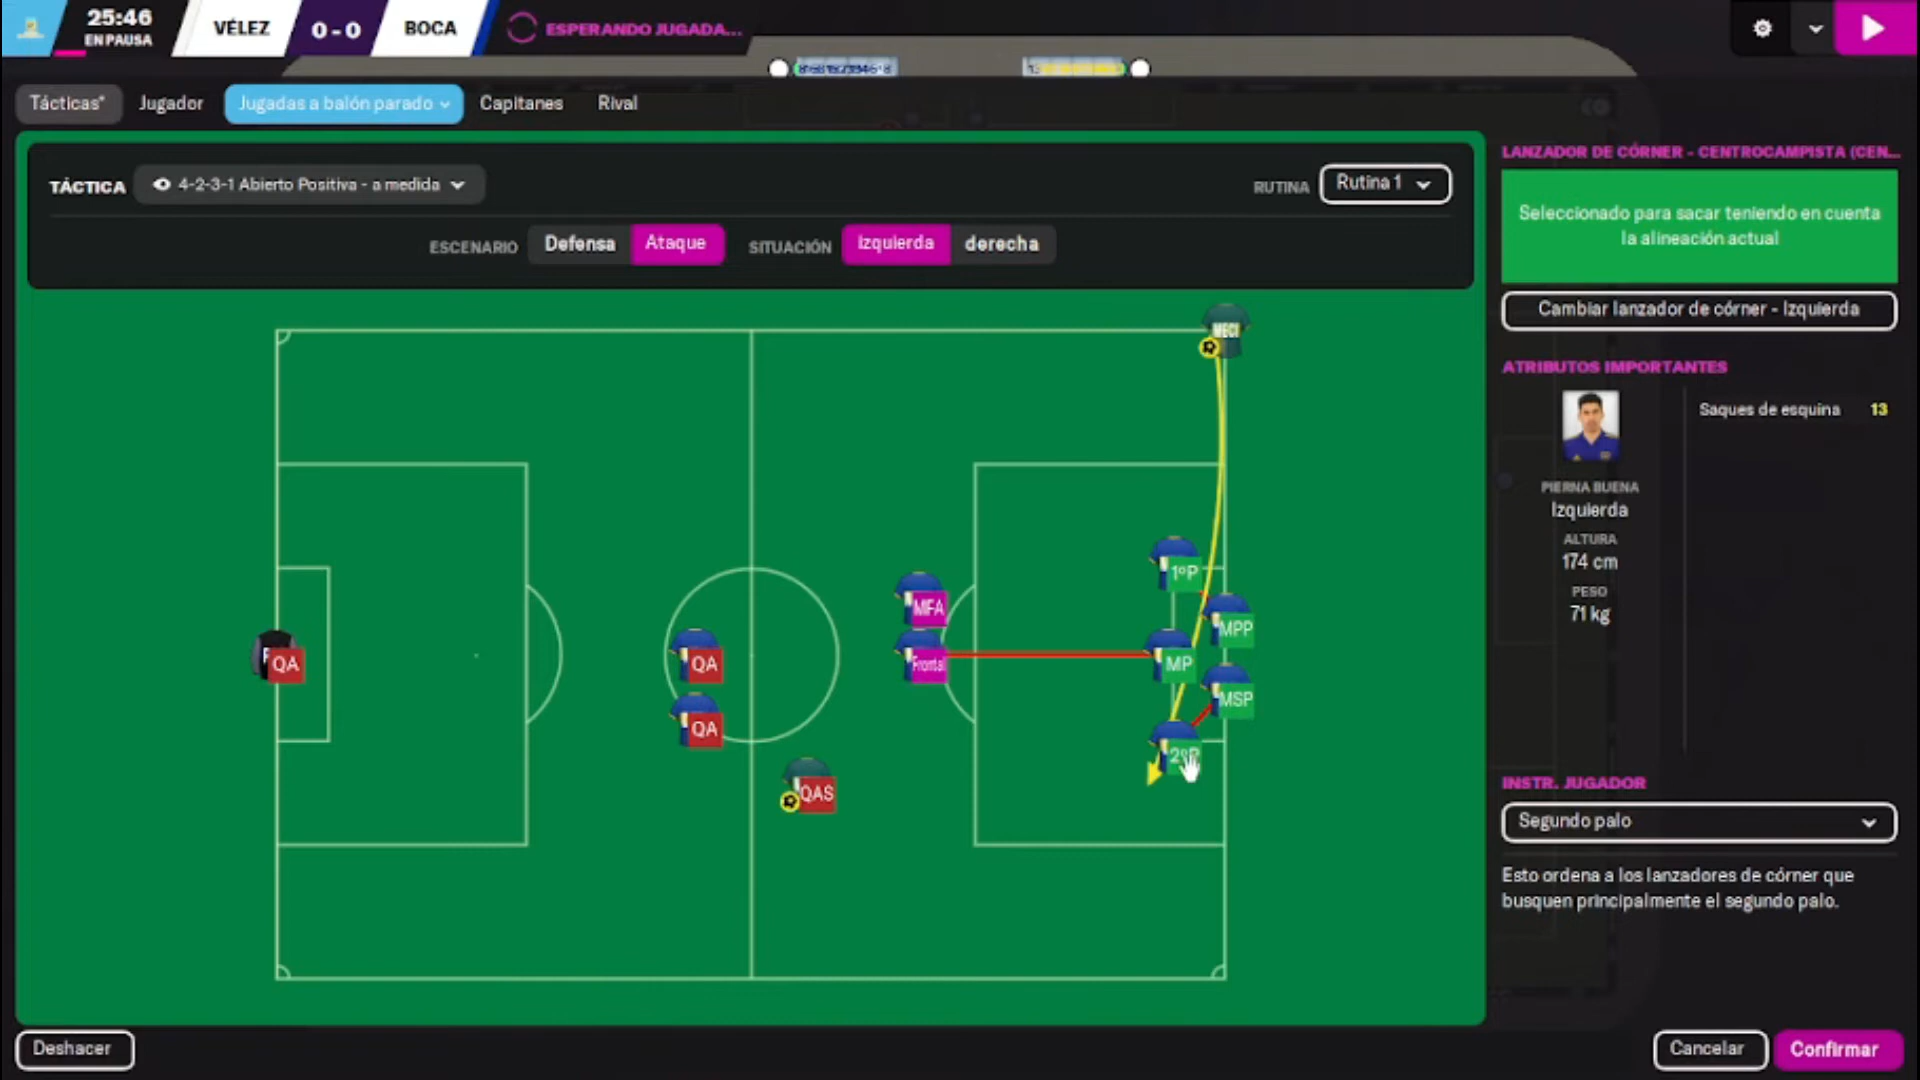 25:46
EN PAUSA
VÉLEZ
0 - 0
BOCA
ESPERANDO JUGADA...
Tácticas*
Jugador
Jugadas a balón parado
Capitanes
Rival
TÁCTICA
4-2-3-1 Abierto Positiva - a medida
RUTINA
Rutina 1
ESCENARIO
Defensa
Ataque
SITUACIÓN
Izquierda
derecha
MECI
1ºP
MFA
MPP
QA
QA
Frontal
MP
MSP
QA
2ºP
QAS
LANZADOR DE CÓRNER - CENTROCAMPISTA (CEN...
Seleccionado para sacar teniendo en cuenta
la alineación actual
Cambiar lanzador de córner - Izquierda
ATRIBUTOS IMPORTANTES
Saques de esquina 13
PIERNA BUENA
Izquierda
ALTURA
174 cm
PESO
71 kg
INSTR. JUGADOR
Segundo palo
Esto ordena a los lanzadores de córner que
busquen principalmente el segundo palo.
Deshacer
Cancelar
Confirmar